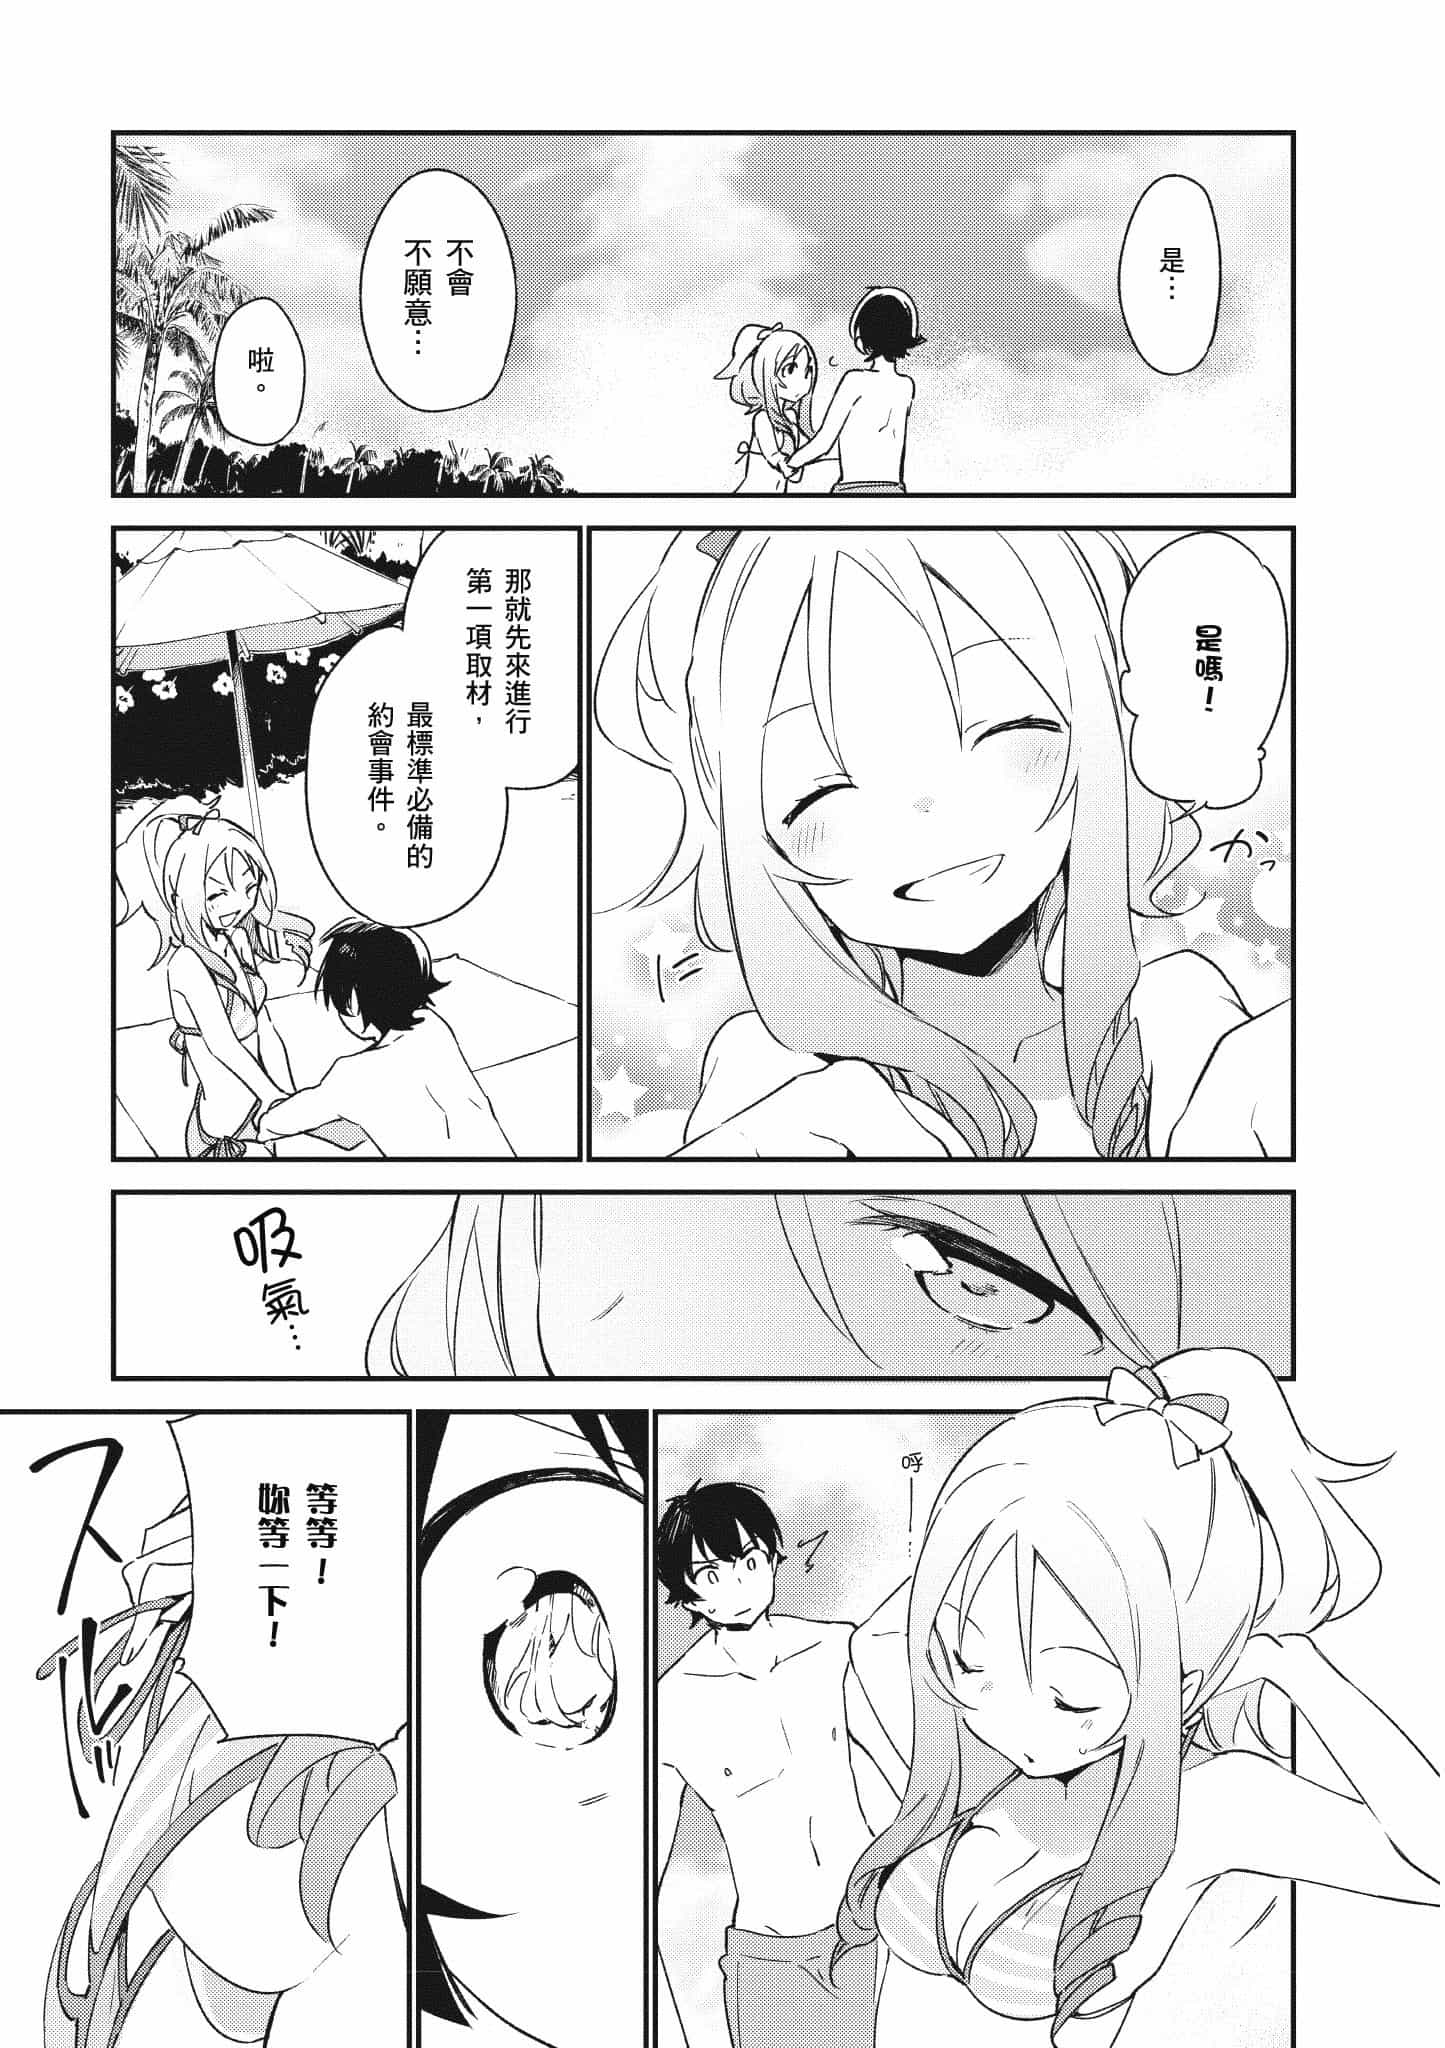 是…
不會
不願意…
啦。
是嗎！
にかっ
那就先來進行
第一項取材，
最標準必備的
約會事件。
吸氣…
呼——…
等等！
妳等一下！
スルッ